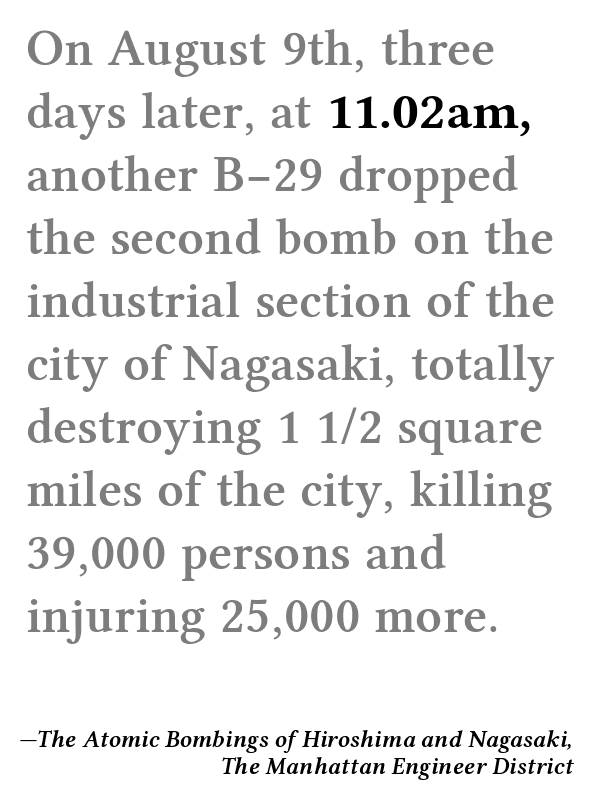 On August 9th, three
days later, at 11.02am,
another B–29 dropped
the second bomb on the
industrial section of the
city of Nagasaki, totally
destroying 1 1/2 square
miles of the city, killing
39,000 persons and
injuring 25,000 more.
—The Atomic Bombings of Hiroshima and Nagasaki,
The Manhattan Engineer District